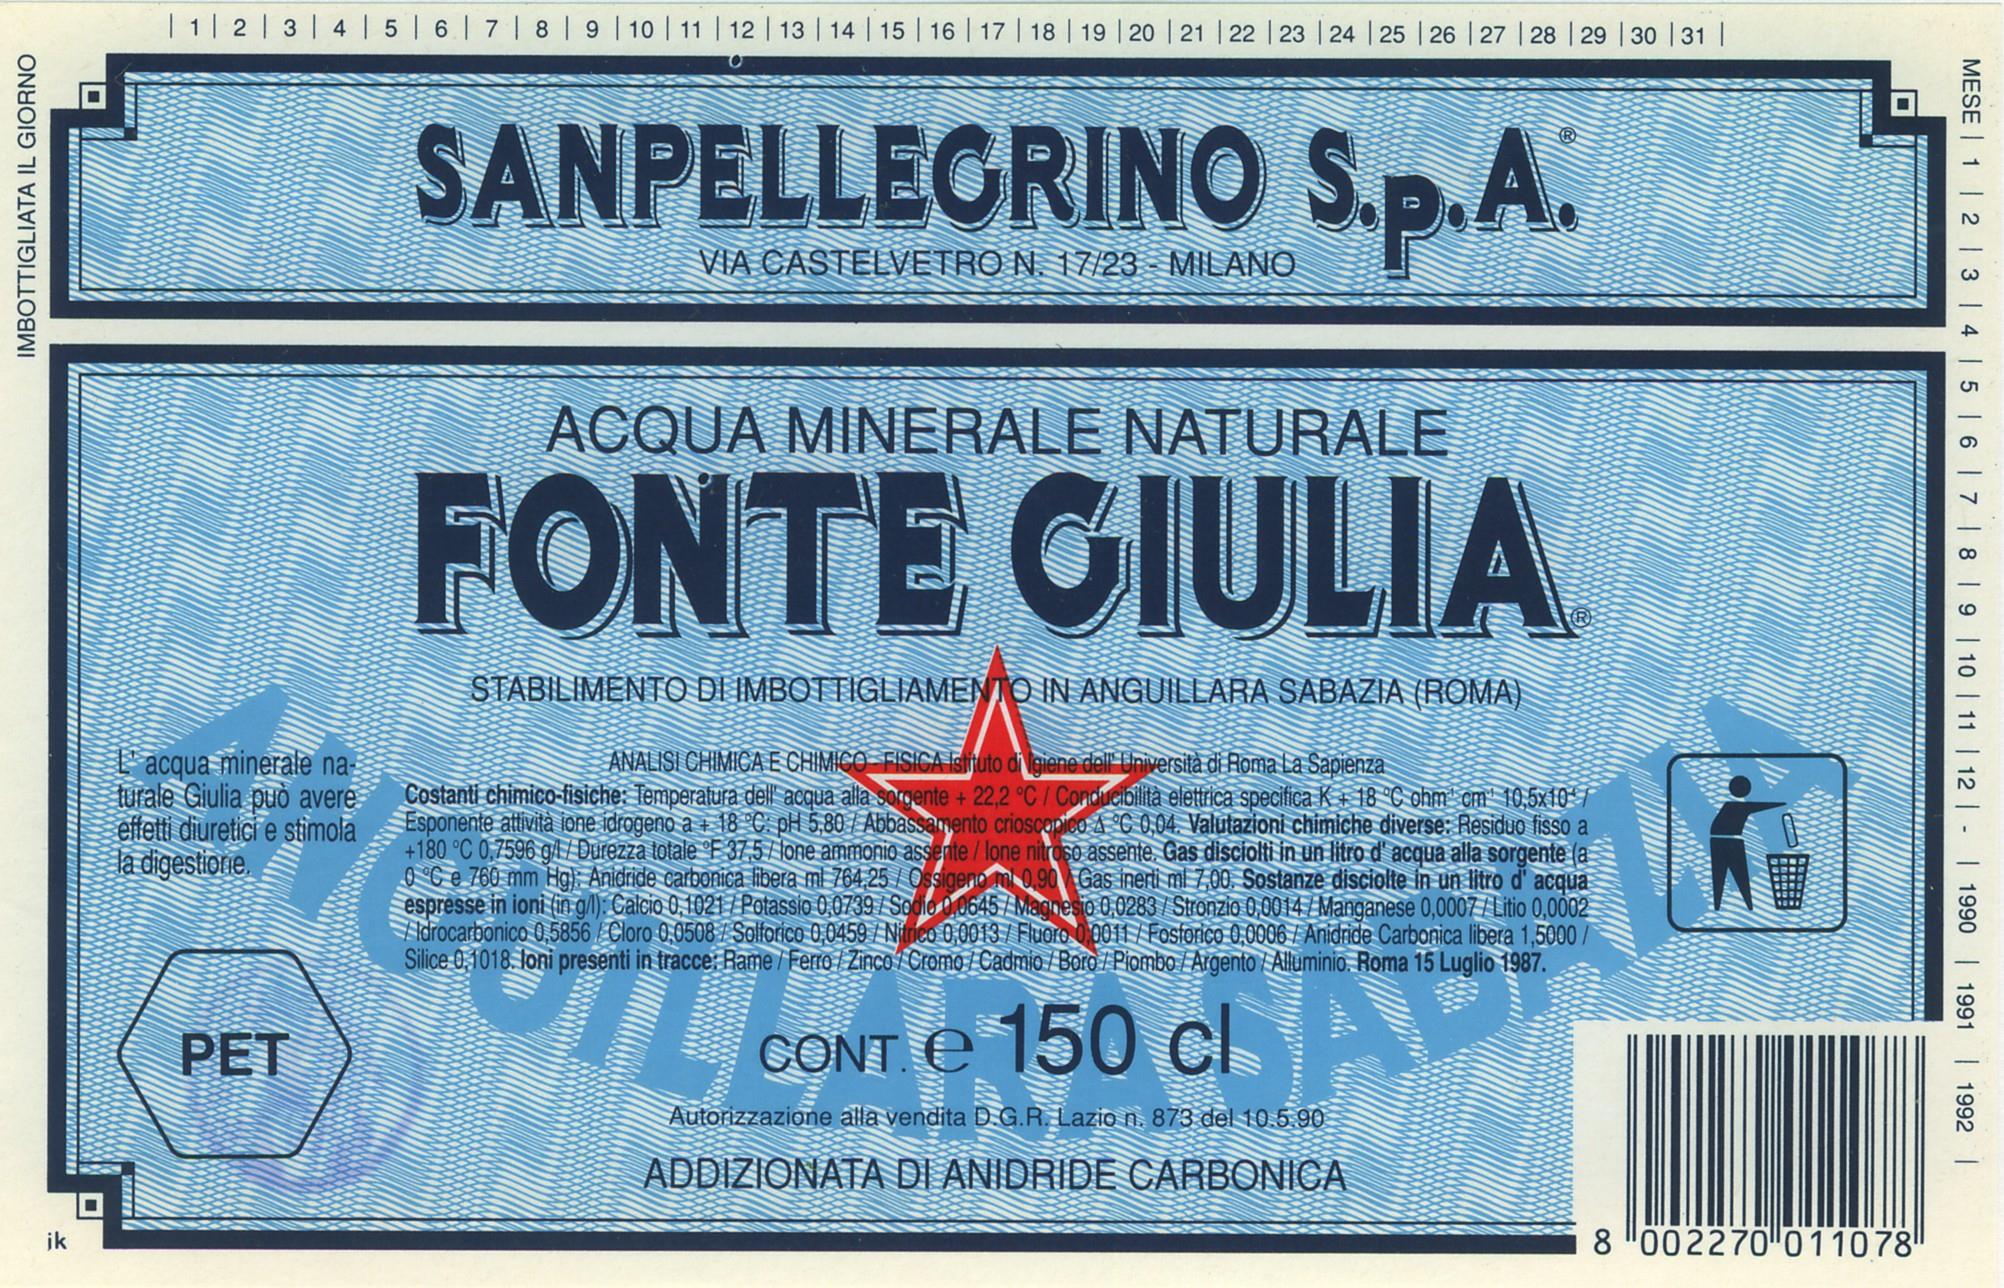 | 1 | 2 | 3 | 4 | 5 | 6 | 7 | 8 | 9 | 10 | 11 | 12 | 13 | 14 | 15 | 16 | 17 | 18 | 19 | 20 | 21 | 22 | 23 | 24 | 25 | 26 | 27 | 28 | 29 | 30 | 31 |
IMBOTTIGLIATA IL GIORNO
MESE | 1 | 2 | 3 | 4 | 5 | 6 | 7 | 8 | 9 | 10 | 11 | 12 | - | 1990 | 1991 | 1992 |
SANPELLEGRINO S.p.A.®
VIA CASTELVETRO N. 17/23 - MILANO
ACQUA MINERALE NATURALE
FONTE GIULIA®
STABILIMENTO DI IMBOTTIGLIAMENTO IN ANGUILLARA SABAZIA (ROMA)
ANGUILLARA SABAZIA
L' acqua minerale na-
turale Giulia può avere
effetti diuretici e stimola
la digestione.
ANALISI CHIMICA E CHIMICO - FISICA Istituto di Igiene dell' Università di Roma La Sapienza
Costanti chimico-fisiche: Temperatura dell' acqua alla sorgente + 22,2 °C / Conducibilità elettrica specifica K + 18 °C ohm⁻¹ cm⁻¹ 10,5x10⁻⁴ /
Esponente attività ione idrogeno a + 18 °C: pH 5,80 / Abbassamento crioscopico Δ °C 0,04. Valutazioni chimiche diverse: Residuo fisso a
+180 °C 0,7596 g/l / Durezza totale °F 37,5 / Ione ammonio assente / Ione nitroso assente. Gas disciolti in un litro d' acqua alla sorgente (a
0 °C e 760 mm Hg): Anidride carbonica libera ml 764,25 / Ossigeno ml 0,90 / Gas inerti ml 7,00. Sostanze disciolte in un litro d' acqua
espresse in ioni (in g/l): Calcio 0,1021 / Potassio 0,0739 / Sodio 0,0645 / Magnesio 0,0283 / Stronzio 0,0014 / Manganese 0,0007 / Litio 0,0002
/ Idrocarbonico 0,5856 / Cloro 0,0508 / Solforico 0,0459 / Nitrico 0,0013 / Fluoro 0,0011 / Fosforico 0,0006 / Anidride Carbonica libera 1,5000 /
Silice 0,1018. Ioni presenti in tracce: Rame / Ferro / Zinco / Cromo / Cadmio / Boro / Piombo / Argento / Alluminio. Roma 15 Luglio 1987.
PET
CONT. e 150 cl
Autorizzazione alla vendita D.G.R. Lazio n. 873 del 10.5.90
ADDIZIONATA DI ANIDRIDE CARBONICA
jk
8 002270 011078